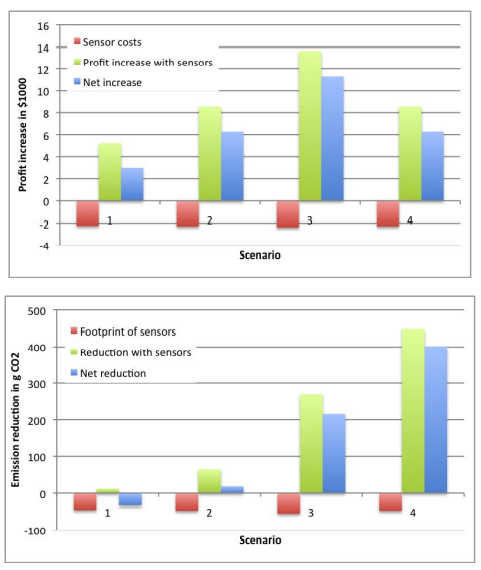 16
14
12
10
8
6
4
2
0
-2
-4
Profit increase in $1000
Sensor costs
Profit increase with sensors
Net increase
1 2 3 4
Scenario
500
400
300
200
100
0
-100
Emission reduction in g CO2
Footprint of sensors
Reduction with sensors
Net reduction
1 2 3 4
Scenario